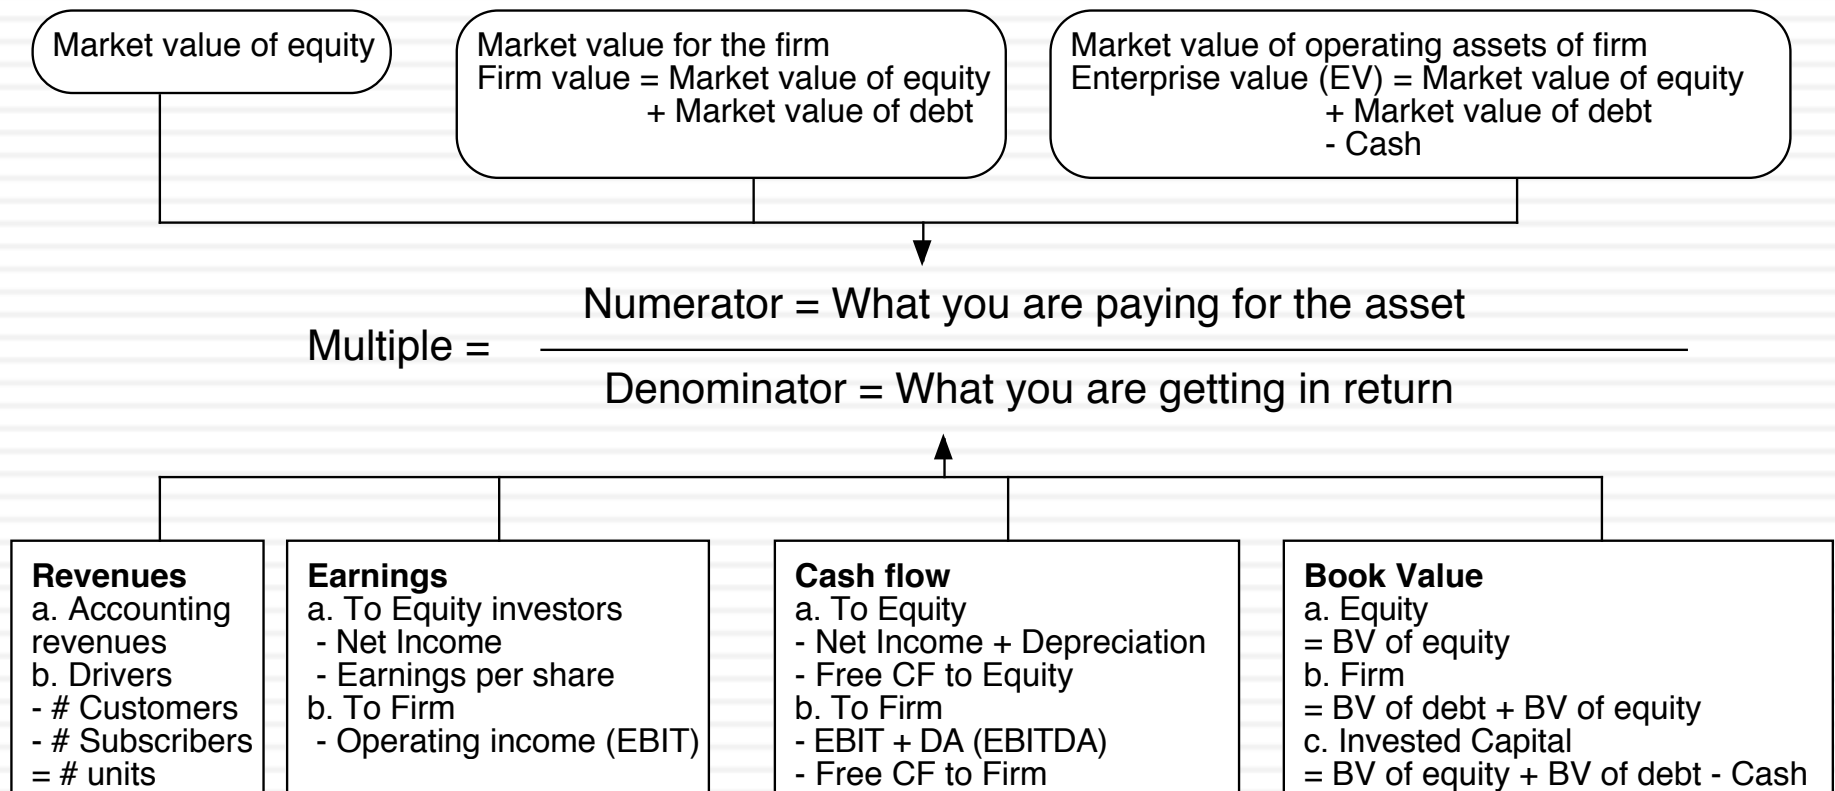 Market value of equity
Market value for the firm
Firm value = Market value of equity
+ Market value of debt
Market value of operating assets of firm
Enterprise value (EV) = Market value of equity
+ Market value of debt
- Cash
Numerator = What you are paying for the asset
Multiple =
Denominator = What you are getting in return
Revenues
a. Accounting
revenues
b. Drivers
- # Customers
- # Subscribers
= # units
Earnings
a. To Equity investors
- Net Income
- Earnings per share
b. To Firm
- Operating income (EBIT)
Cash flow
a. To Equity
- Net Income + Depreciation
- Free CF to Equity
b. To Firm
- EBIT + DA (EBITDA)
- Free CF to Firm
Book Value
a. Equity
= BV of equity
b. Firm
= BV of debt + BV of equity
c. Invested Capital
= BV of equity + BV of debt - Cash